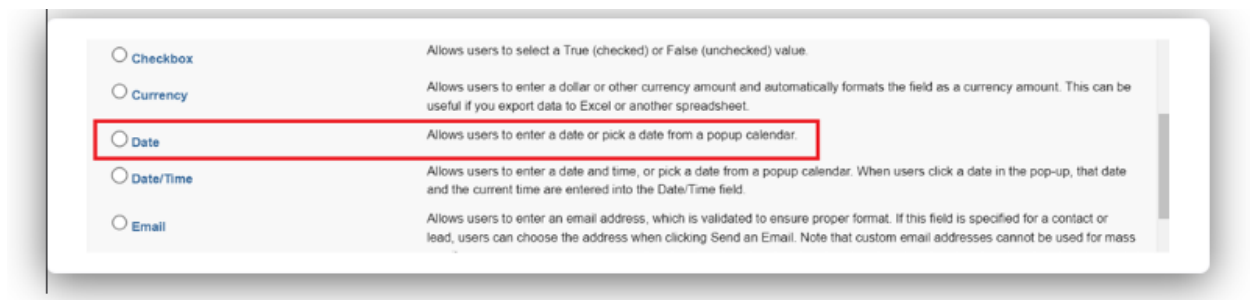 Checkbox Allows users to select a True (checked) or False (unchecked) value.
Currency Allows users to enter a dollar or other currency amount and automatically formats the field as a currency amount. This can be
useful if you export data to Excel or another spreadsheet.
Date Allows users to enter a date or pick a date from a popup calendar.
Date/Time Allows users to enter a date and time, or pick a date from a popup calendar. When users click a date in the pop-up, that date
and the current time are entered into the Date/Time field.
Email Allows users to enter an email address, which is validated to ensure proper format. If this field is specified for a contact or
lead, users can choose the address when clicking Send an Email. Note that custom email addresses cannot be used for mass